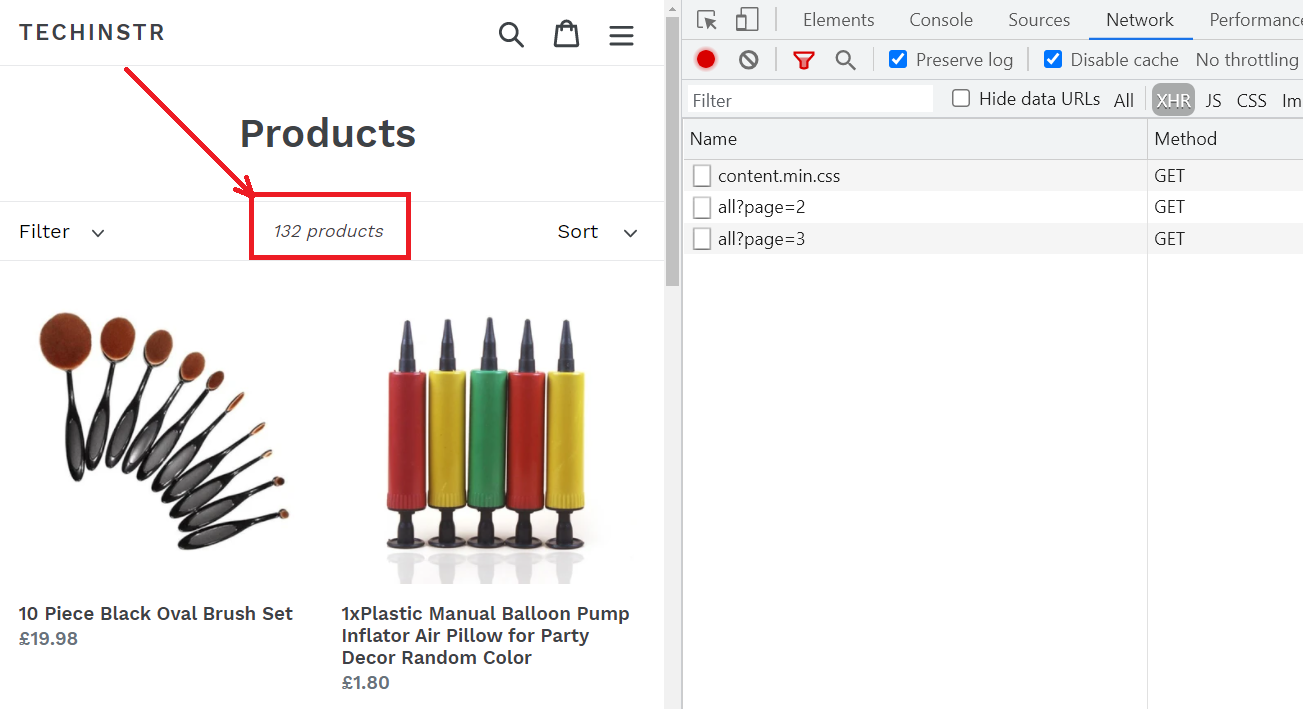 TECHINSTR
Products
Filter
132 products
Sort
10 Piece Black Oval Brush Set
£19.98
1xPlastic Manual Balloon Pump
Inflator Air Pillow for Party
Decor Random Color
£1.80
Elements Console Sources Network Performance
Preserve log Disable cache No throttling
Filter Hide data URLs All XHR JS CSS Im
Name Method
content.min.css GET
all?page=2 GET
all?page=3 GET